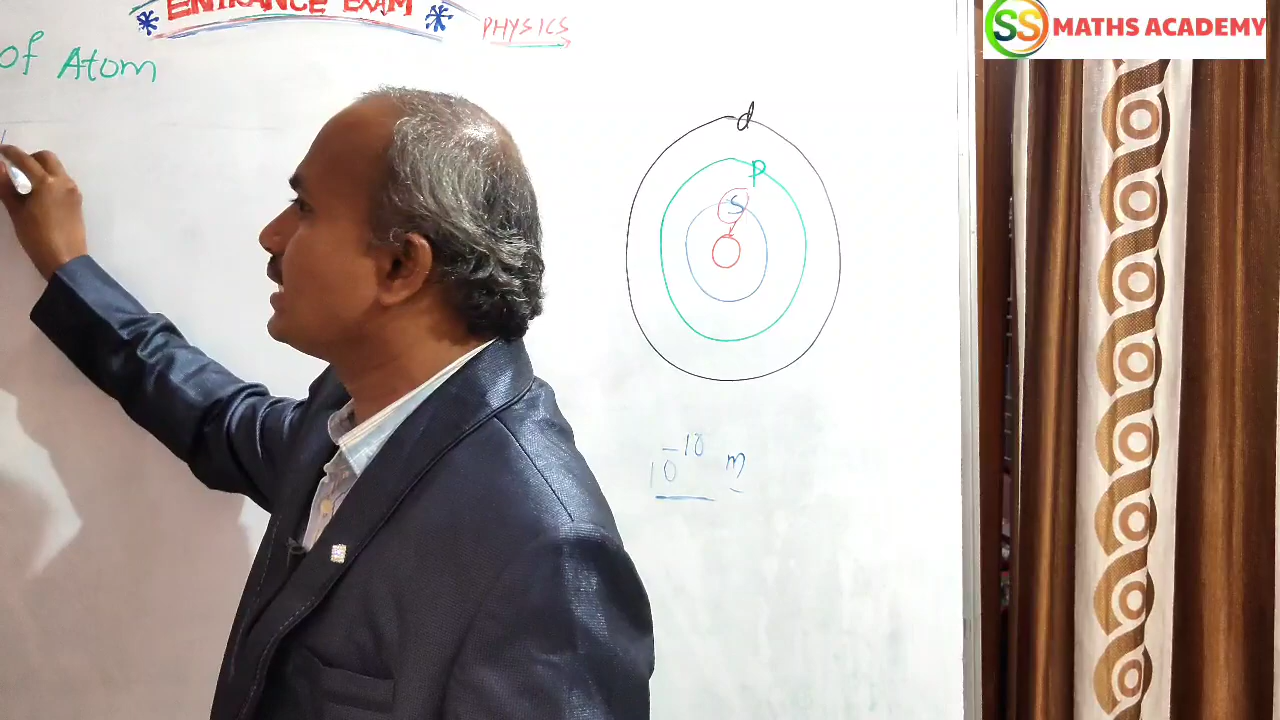 ENTRANCE EXAM
PHYSICS
SS MATHS ACADEMY
of Atom
d
P
S
10⁻¹⁰ m